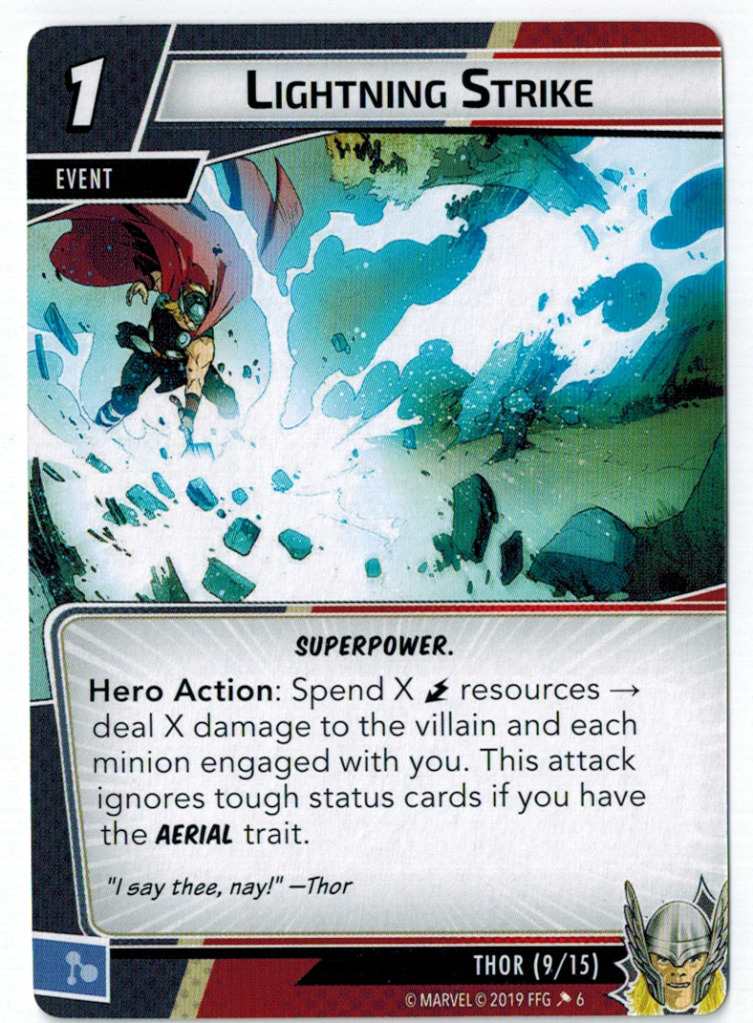 1
LIGHTNING STRIKE
EVENT
SUPERPOWER.
Hero Action: Spend X resources →
deal X damage to the villain and each
minion engaged with you. This attack
ignores tough status cards if you have
the AERIAL trait.
"I say thee, nay!" —Thor
THOR (9/15)
© MARVEL © 2019 FFG 6